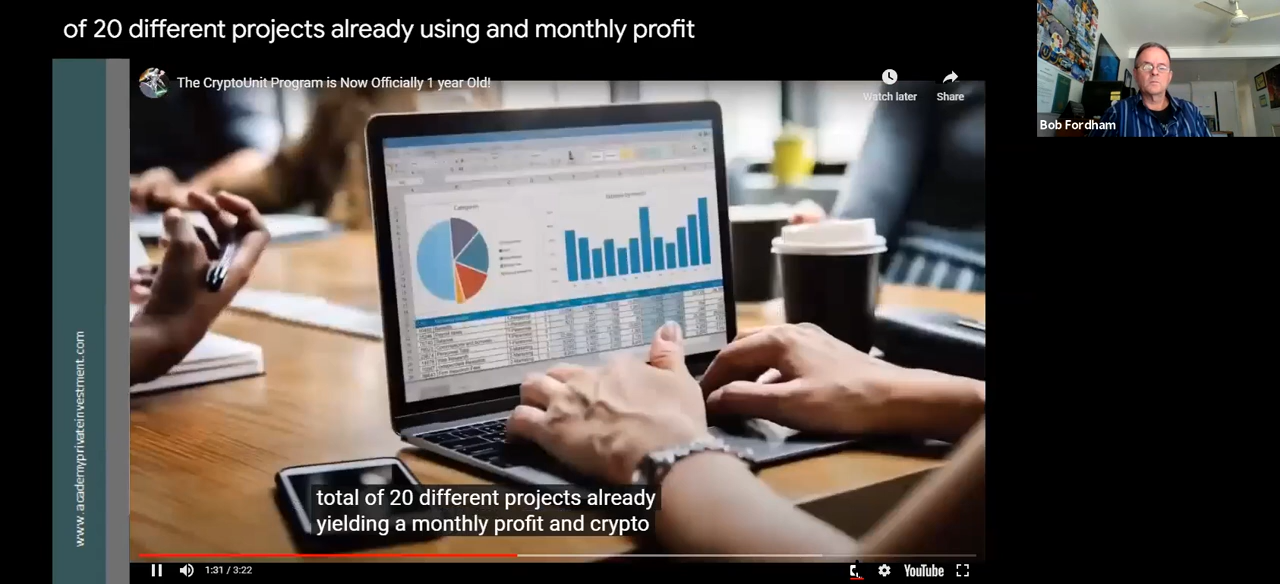 of 20 different projects already using and monthly profit
The CryptoUnit Program is Now Officially 1 year Old!
Watch later
Share
Bob Fordham
www.academyprivateinvestment.com
total of 20 different projects already
yielding a monthly profit and crypto
1:31 / 3:22
YouTube